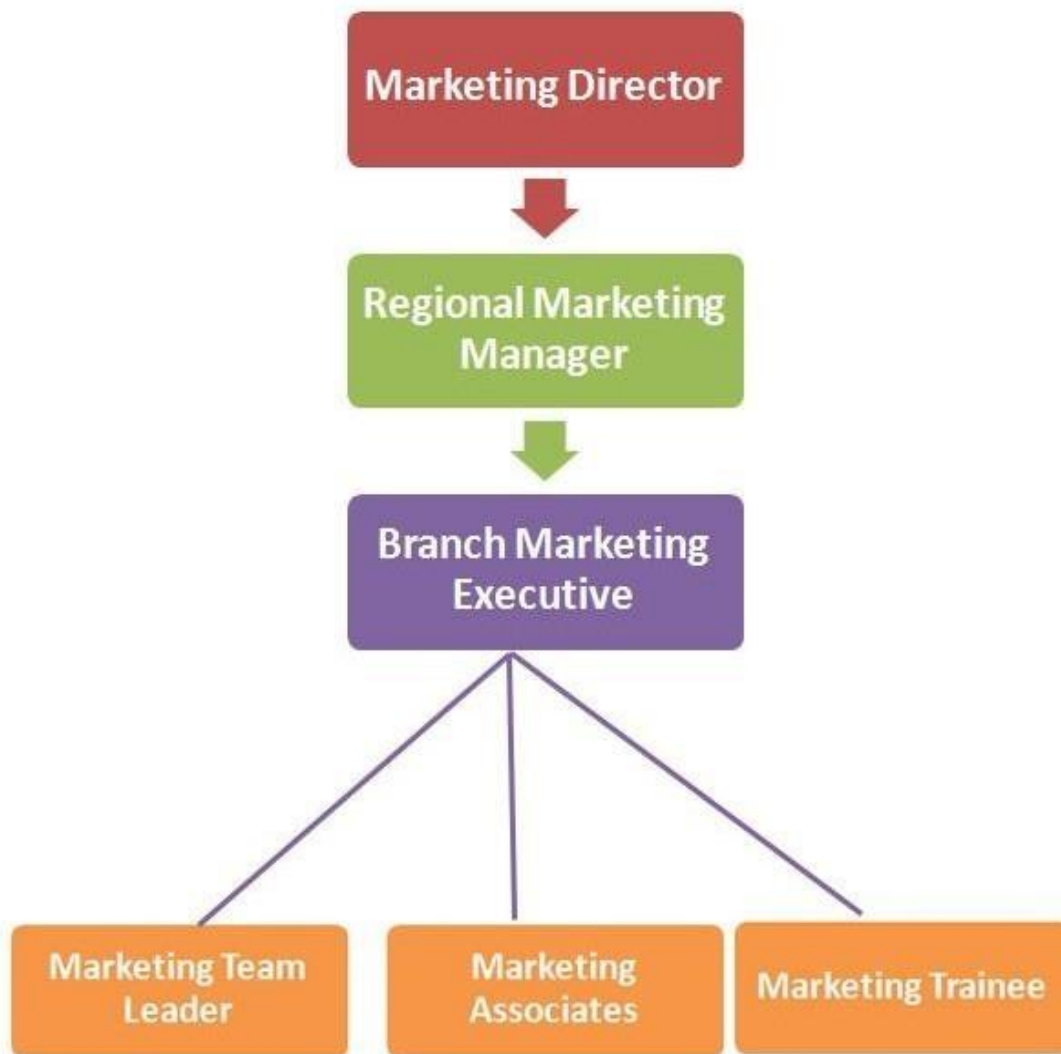 Marketing Director
Regional Marketing
Manager
Branch Marketing
Executive
Marketing Team
Leader
Marketing
Associates
Marketing Trainee